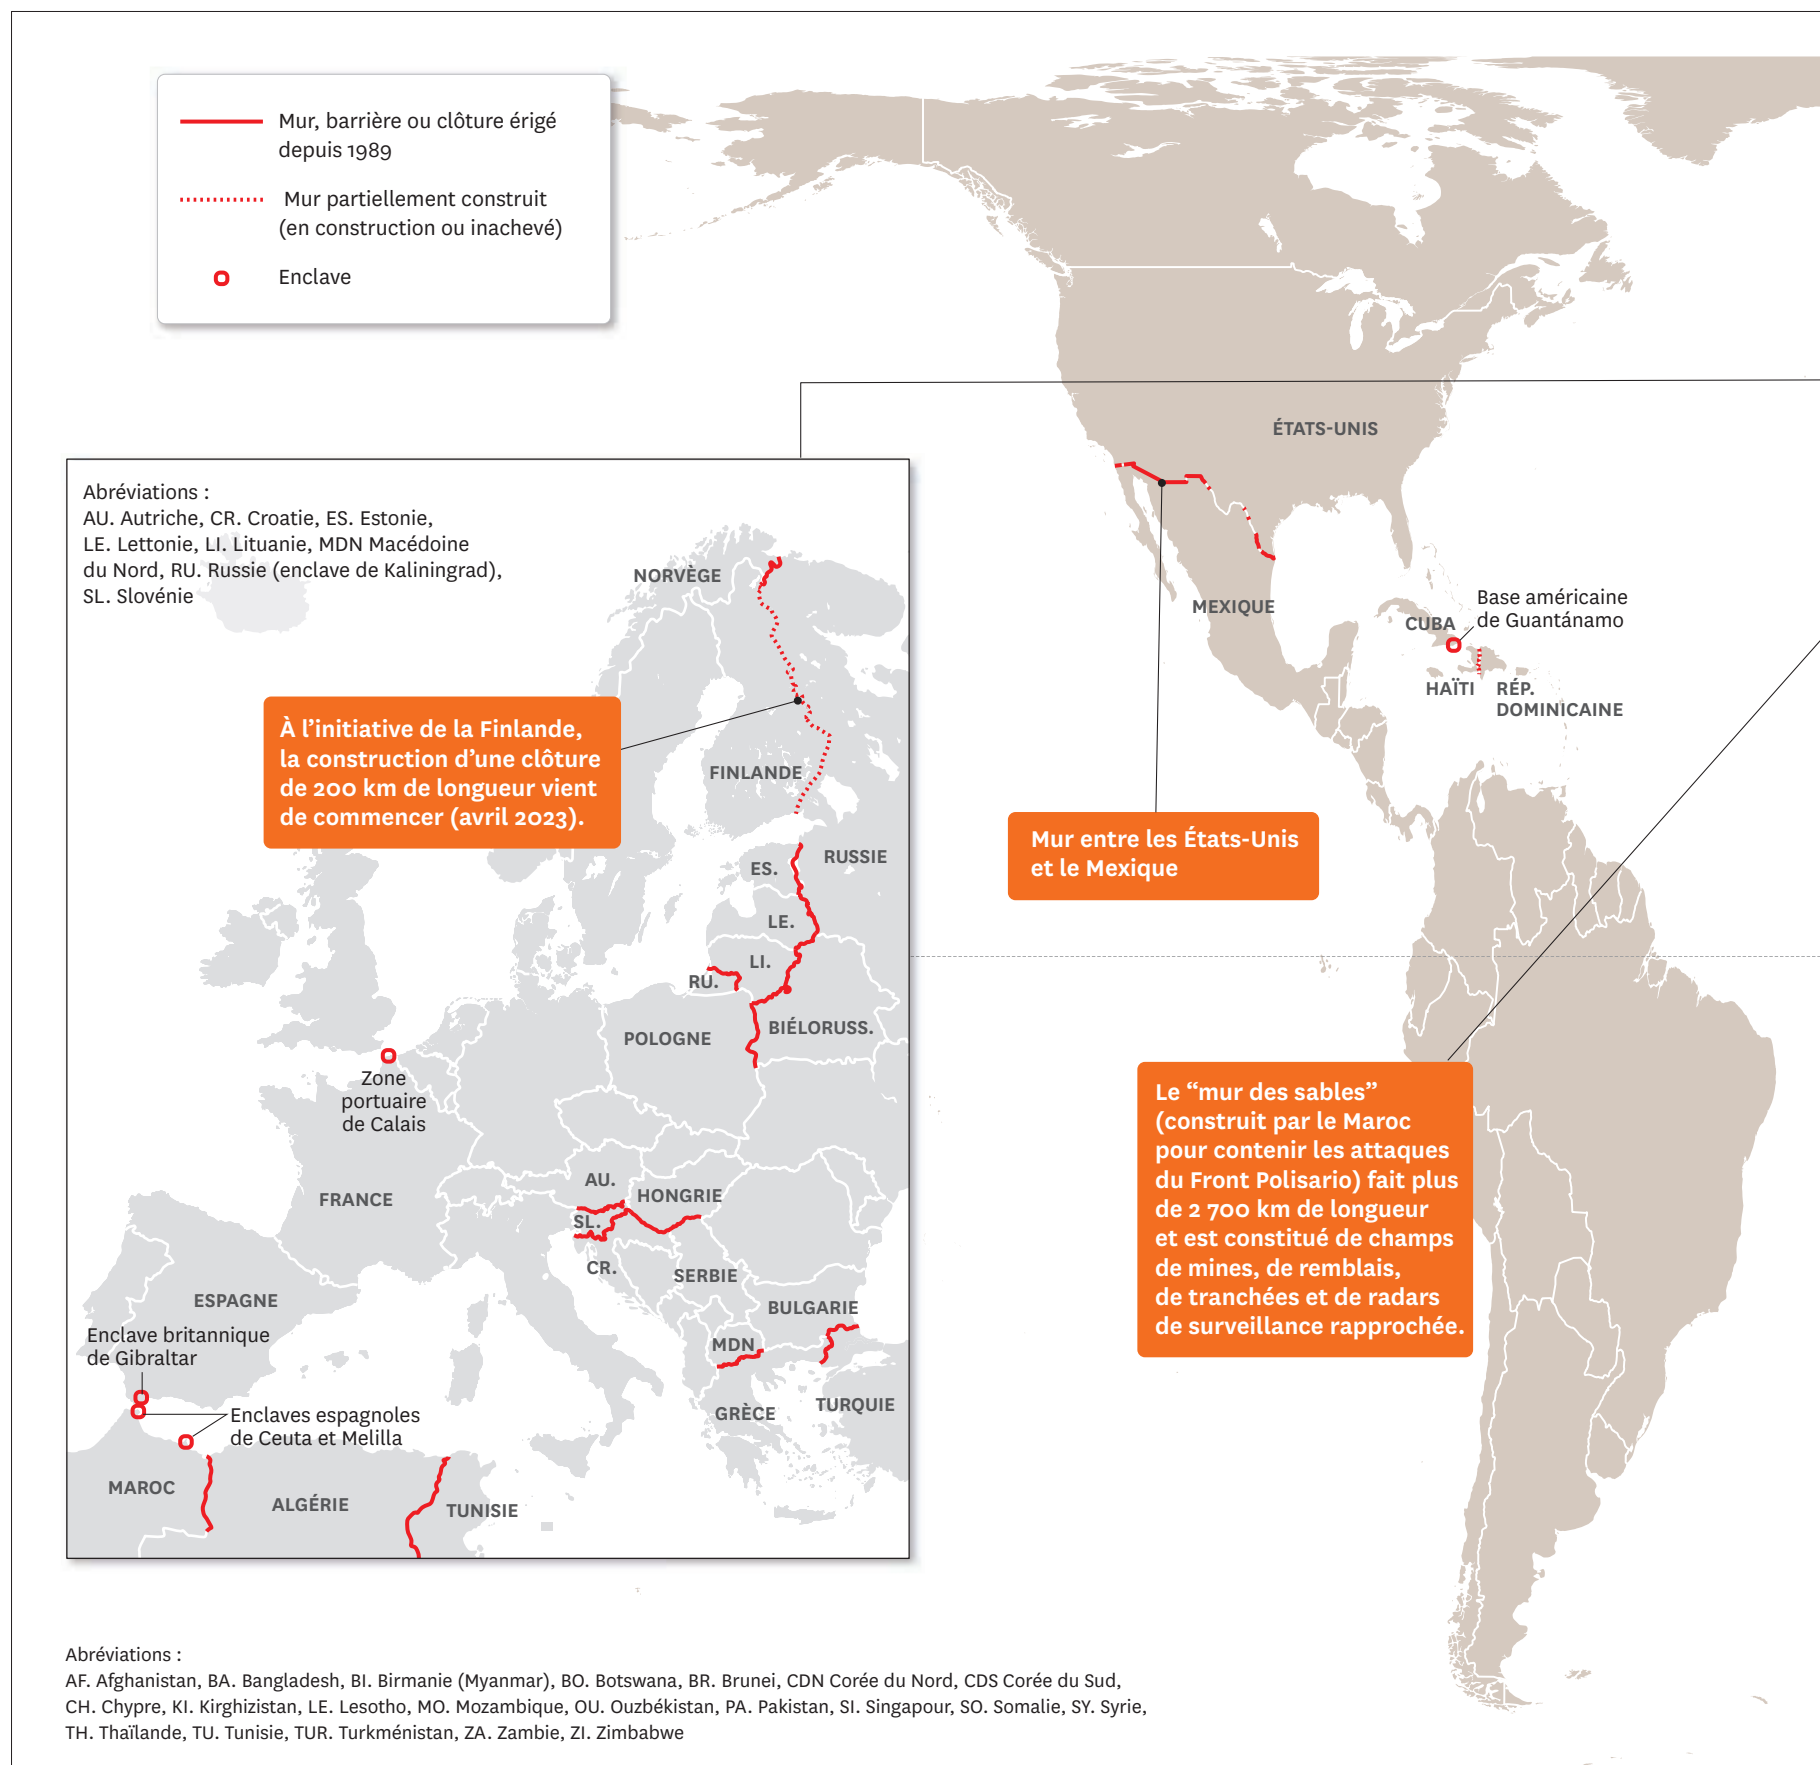 Mur, barrière ou clôture érigé
depuis 1989
Mur partiellement construit
(en construction ou inachevé)
Enclave
Abréviations :
AU. Autriche, CR. Croatie, ES. Estonie,
LE. Lettonie, LI. Lituanie, MDN Macédoine
du Nord, RU. Russie (enclave de Kaliningrad),
SL. Slovénie
NORVÈGE
À l’initiative de la Finlande,
la construction d’une clôture
de 200 km de longueur vient
de commencer (avril 2023).
FINLANDE
RUSSIE
ES.
LE.
LI.
RU.
BIÉLORUSS.
POLOGNE
Zone
portuaire
de Calais
FRANCE
AU.
HONGRIE
SL.
CR.
SERBIE
BULGARIE
MDN
GRÈCE
TURQUIE
ESPAGNE
Enclave britannique
de Gibraltar
Enclaves espagnoles
de Ceuta et Melilla
MAROC
ALGÉRIE
TUNISIE
ÉTATS-UNIS
MEXIQUE
CUBA
Base américaine
de Guantánamo
HAÏTI
RÉP.
DOMINICAINE
Mur entre les États-Unis
et le Mexique
Le “mur des sables”
(construit par le Maroc
pour contenir les attaques
du Front Polisario) fait plus
de 2 700 km de longueur
et est constitué de champs
de mines, de remblais,
de tranchées et de radars
de surveillance rapprochée.
Abréviations :
AF. Afghanistan, BA. Bangladesh, BI. Birmanie (Myanmar), BO. Botswana, BR. Brunei, CDN Corée du Nord, CDS Corée du Sud,
CH. Chypre, KI. Kirghizistan, LE. Lesotho, MO. Mozambique, OU. Ouzbékistan, PA. Pakistan, SI. Singapour, SO. Somalie, SY. Syrie,
TH. Thaïlande, TU. Tunisie, TUR. Turkménistan, ZA. Zambie, ZI. Zimbabwe